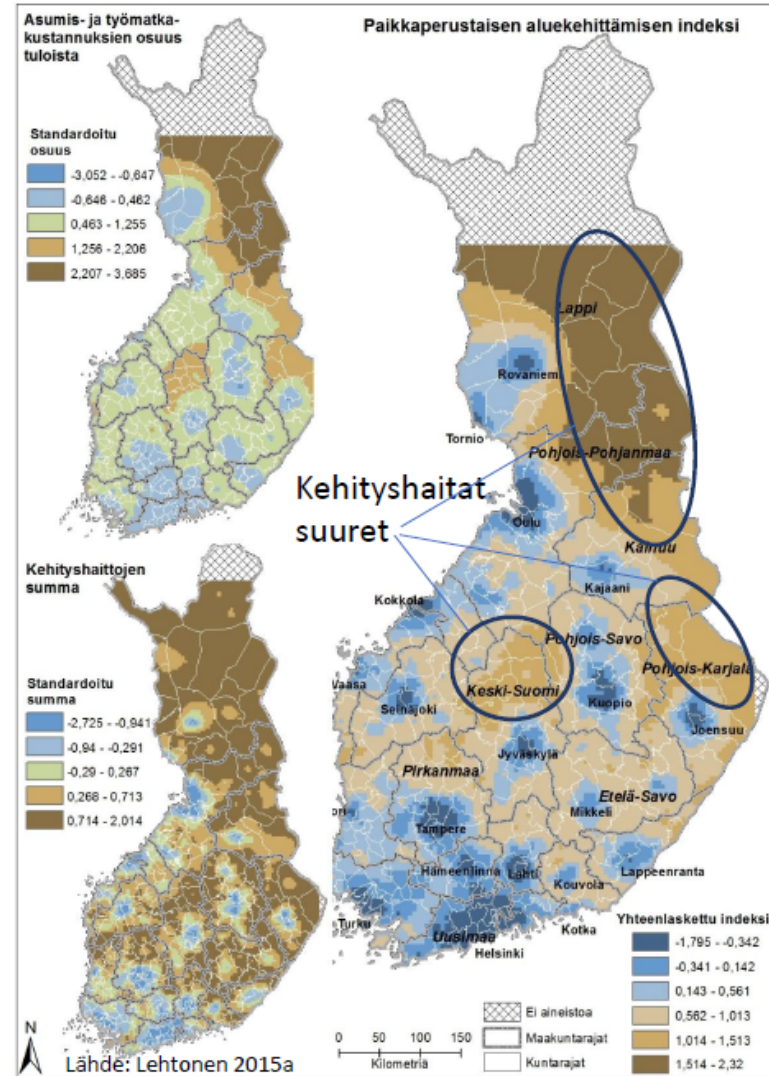 Asumis- ja työmatka-
kustannuksien osuus
tuloista
Standardoitu
osuus
-3,052 - -0,647
-0,646 - 0,462
0,463 - 1,255
1,256 - 2,206
2,207 - 3,685
Kehityshaittojen
summa
Standardoitu
summa
-2,725 - -0,941
-0,94 - -0,291
-0,29 - 0,267
0,268 - 0,713
0,714 - 2,014
N
Lähde: Lehtonen 2015a
Paikkaperustaisen aluekehittämisen indeksi
Lappi
Rovaniemi
Tornio
Pohjois-Pohjanmaa
Kehityshaitat
suuret
Oulu
Kainuu
Kajaani
Kokkola
Pohjois-Savo
Pohjois-Karjala
Vaasa
Keski-Suomi
Seinäjoki
Kuopio
Joensuu
Jyväskylä
Pirkanmaa
Etelä-Savo
Mikkeli
ori
Tampere
Hämeenlinna
Lahti
Lappeenranta
Kouvola
Turku
Kotka
Uusimaa
Helsinki
Yhteenlaskettu indeksi
-1,795 - -0,342
-0,341 - 0,142
0,143 - 0,561
0,562 - 1,013
1,014 - 1,513
1,514 - 2,32
Ei aineistoa
Maakuntarajat
Kuntarajat
0 50 100 150
Kilometriä